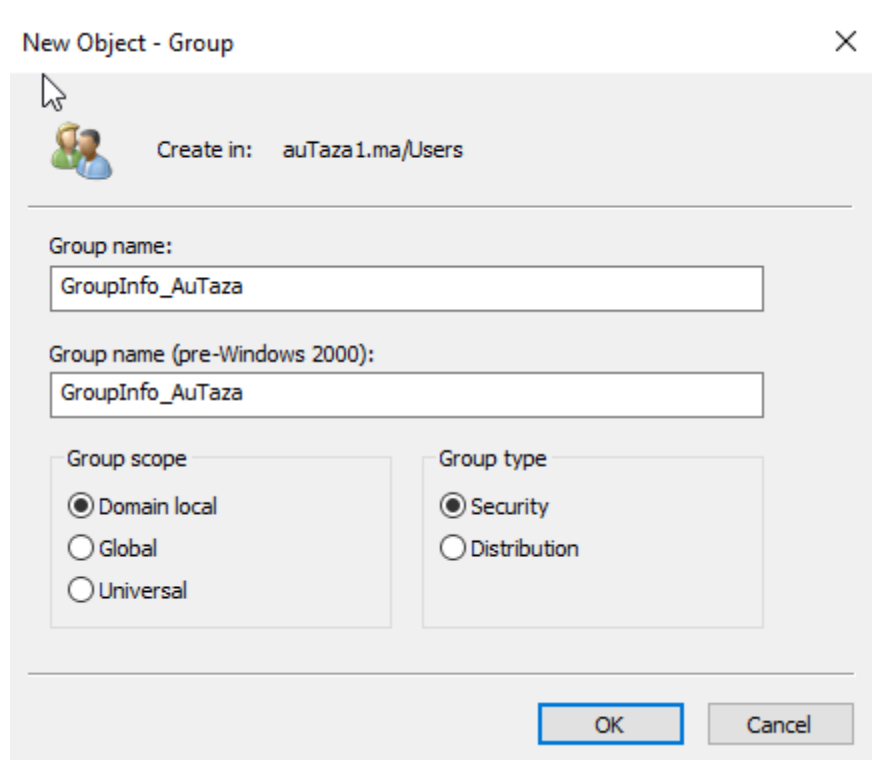 New Object - Group
Create in: auTaza1.ma/Users
Group name:
GroupInfo_AuTaza
Group name (pre-Windows 2000):
GroupInfo_AuTaza
Group scope
Domain local
Global
Universal
Group type
Security
Distribution
OK
Cancel